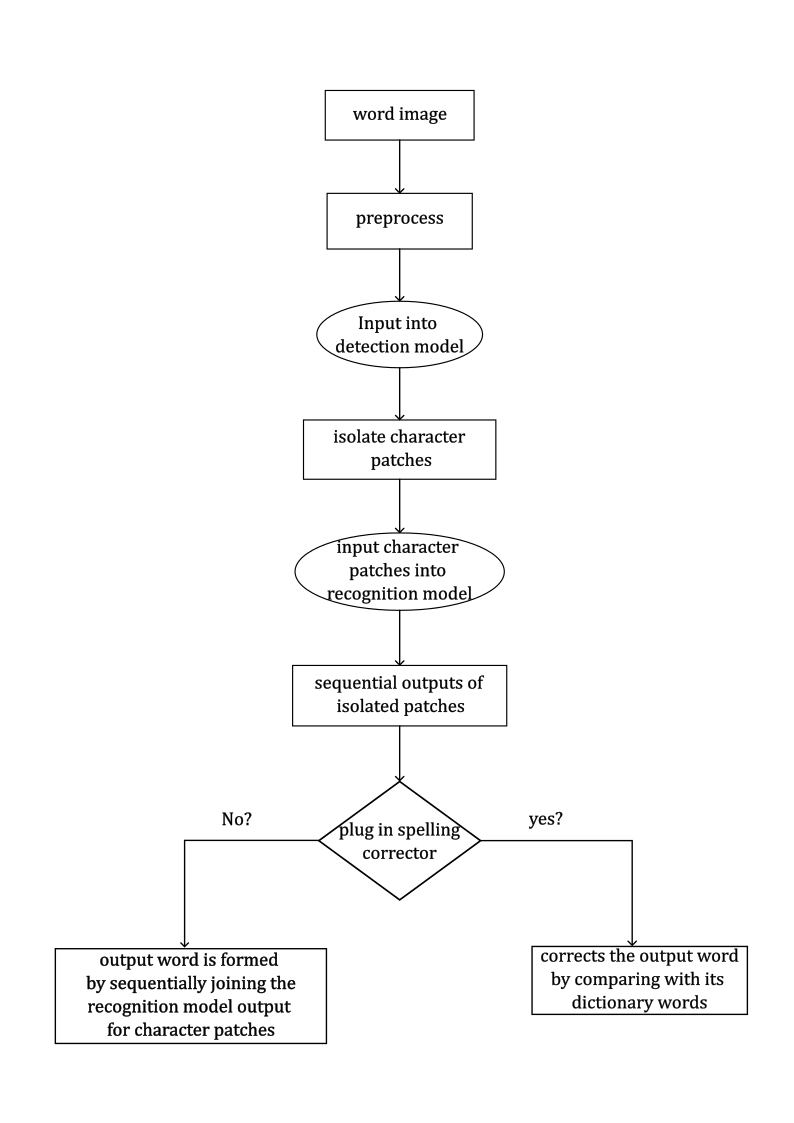 word image
preprocess
Input into
detection model
isolate character
patches
input character
patches into
recognition model
sequential outputs of
isolated patches
No?
yes?
plug in spelling
corrector
output word is formed
by sequentially joining the
recognition model output
for character patches
corrects the output word
by comparing with its
dictionary words